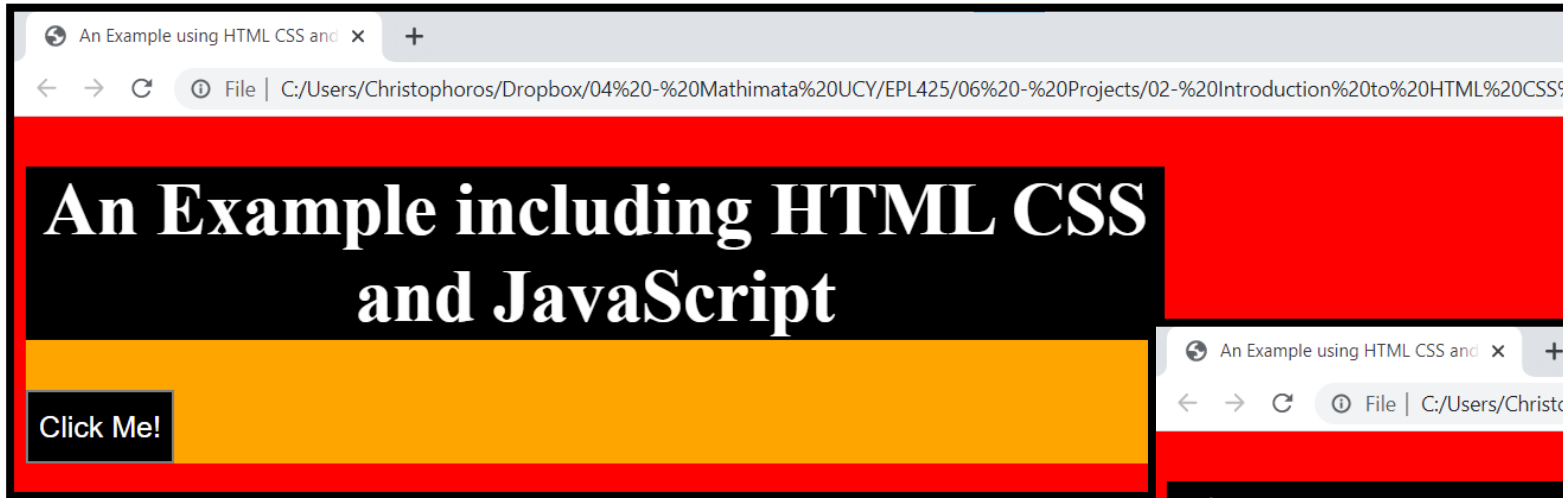 An Example using HTML CSS and
File | C:/Users/Christophoros/Dropbox/04%20-%20Mathimata%20UCY/EPL425/06%20-%20Projects/02-%20Introduction%20to%20HTML%20CSS%
An Example including HTML CSS
and JavaScript
Click Me!
An Example using HTML CSS and
File | C:/Users/Christo